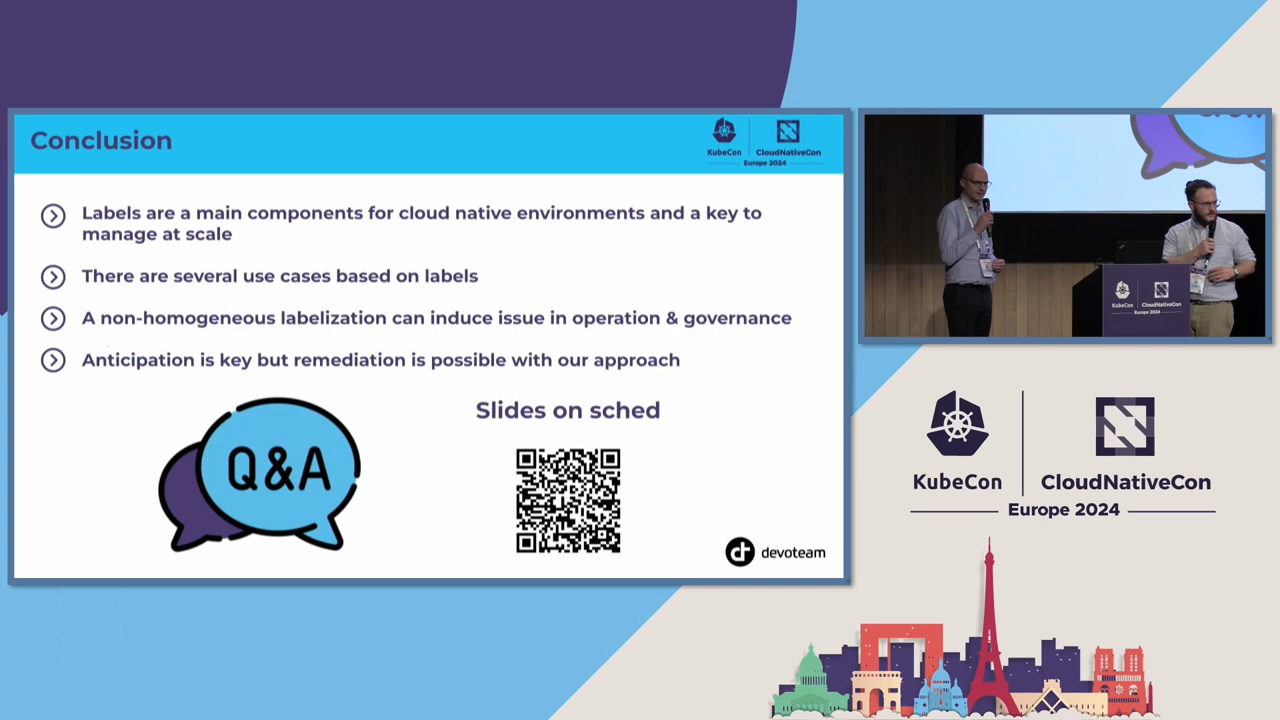 Conclusion
KubeCon
CloudNativeCon
Europe 2024
Labels are a main components for cloud native environments and a key to
manage at scale
There are several use cases based on labels
A non-homogeneous labelization can induce issue in operation & governance
Anticipation is key but remediation is possible with our approach
Q&A
Slides on sched
dt devoteam
KubeCon
CloudNativeCon
Europe 2024
KubeCon
CloudNativeCon
Europe 2024